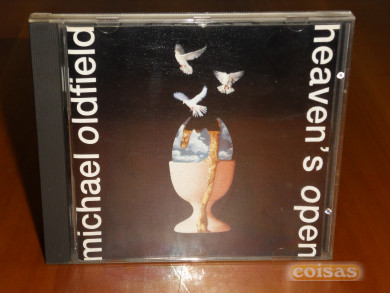 michael oldfield
heaven's open
coisas